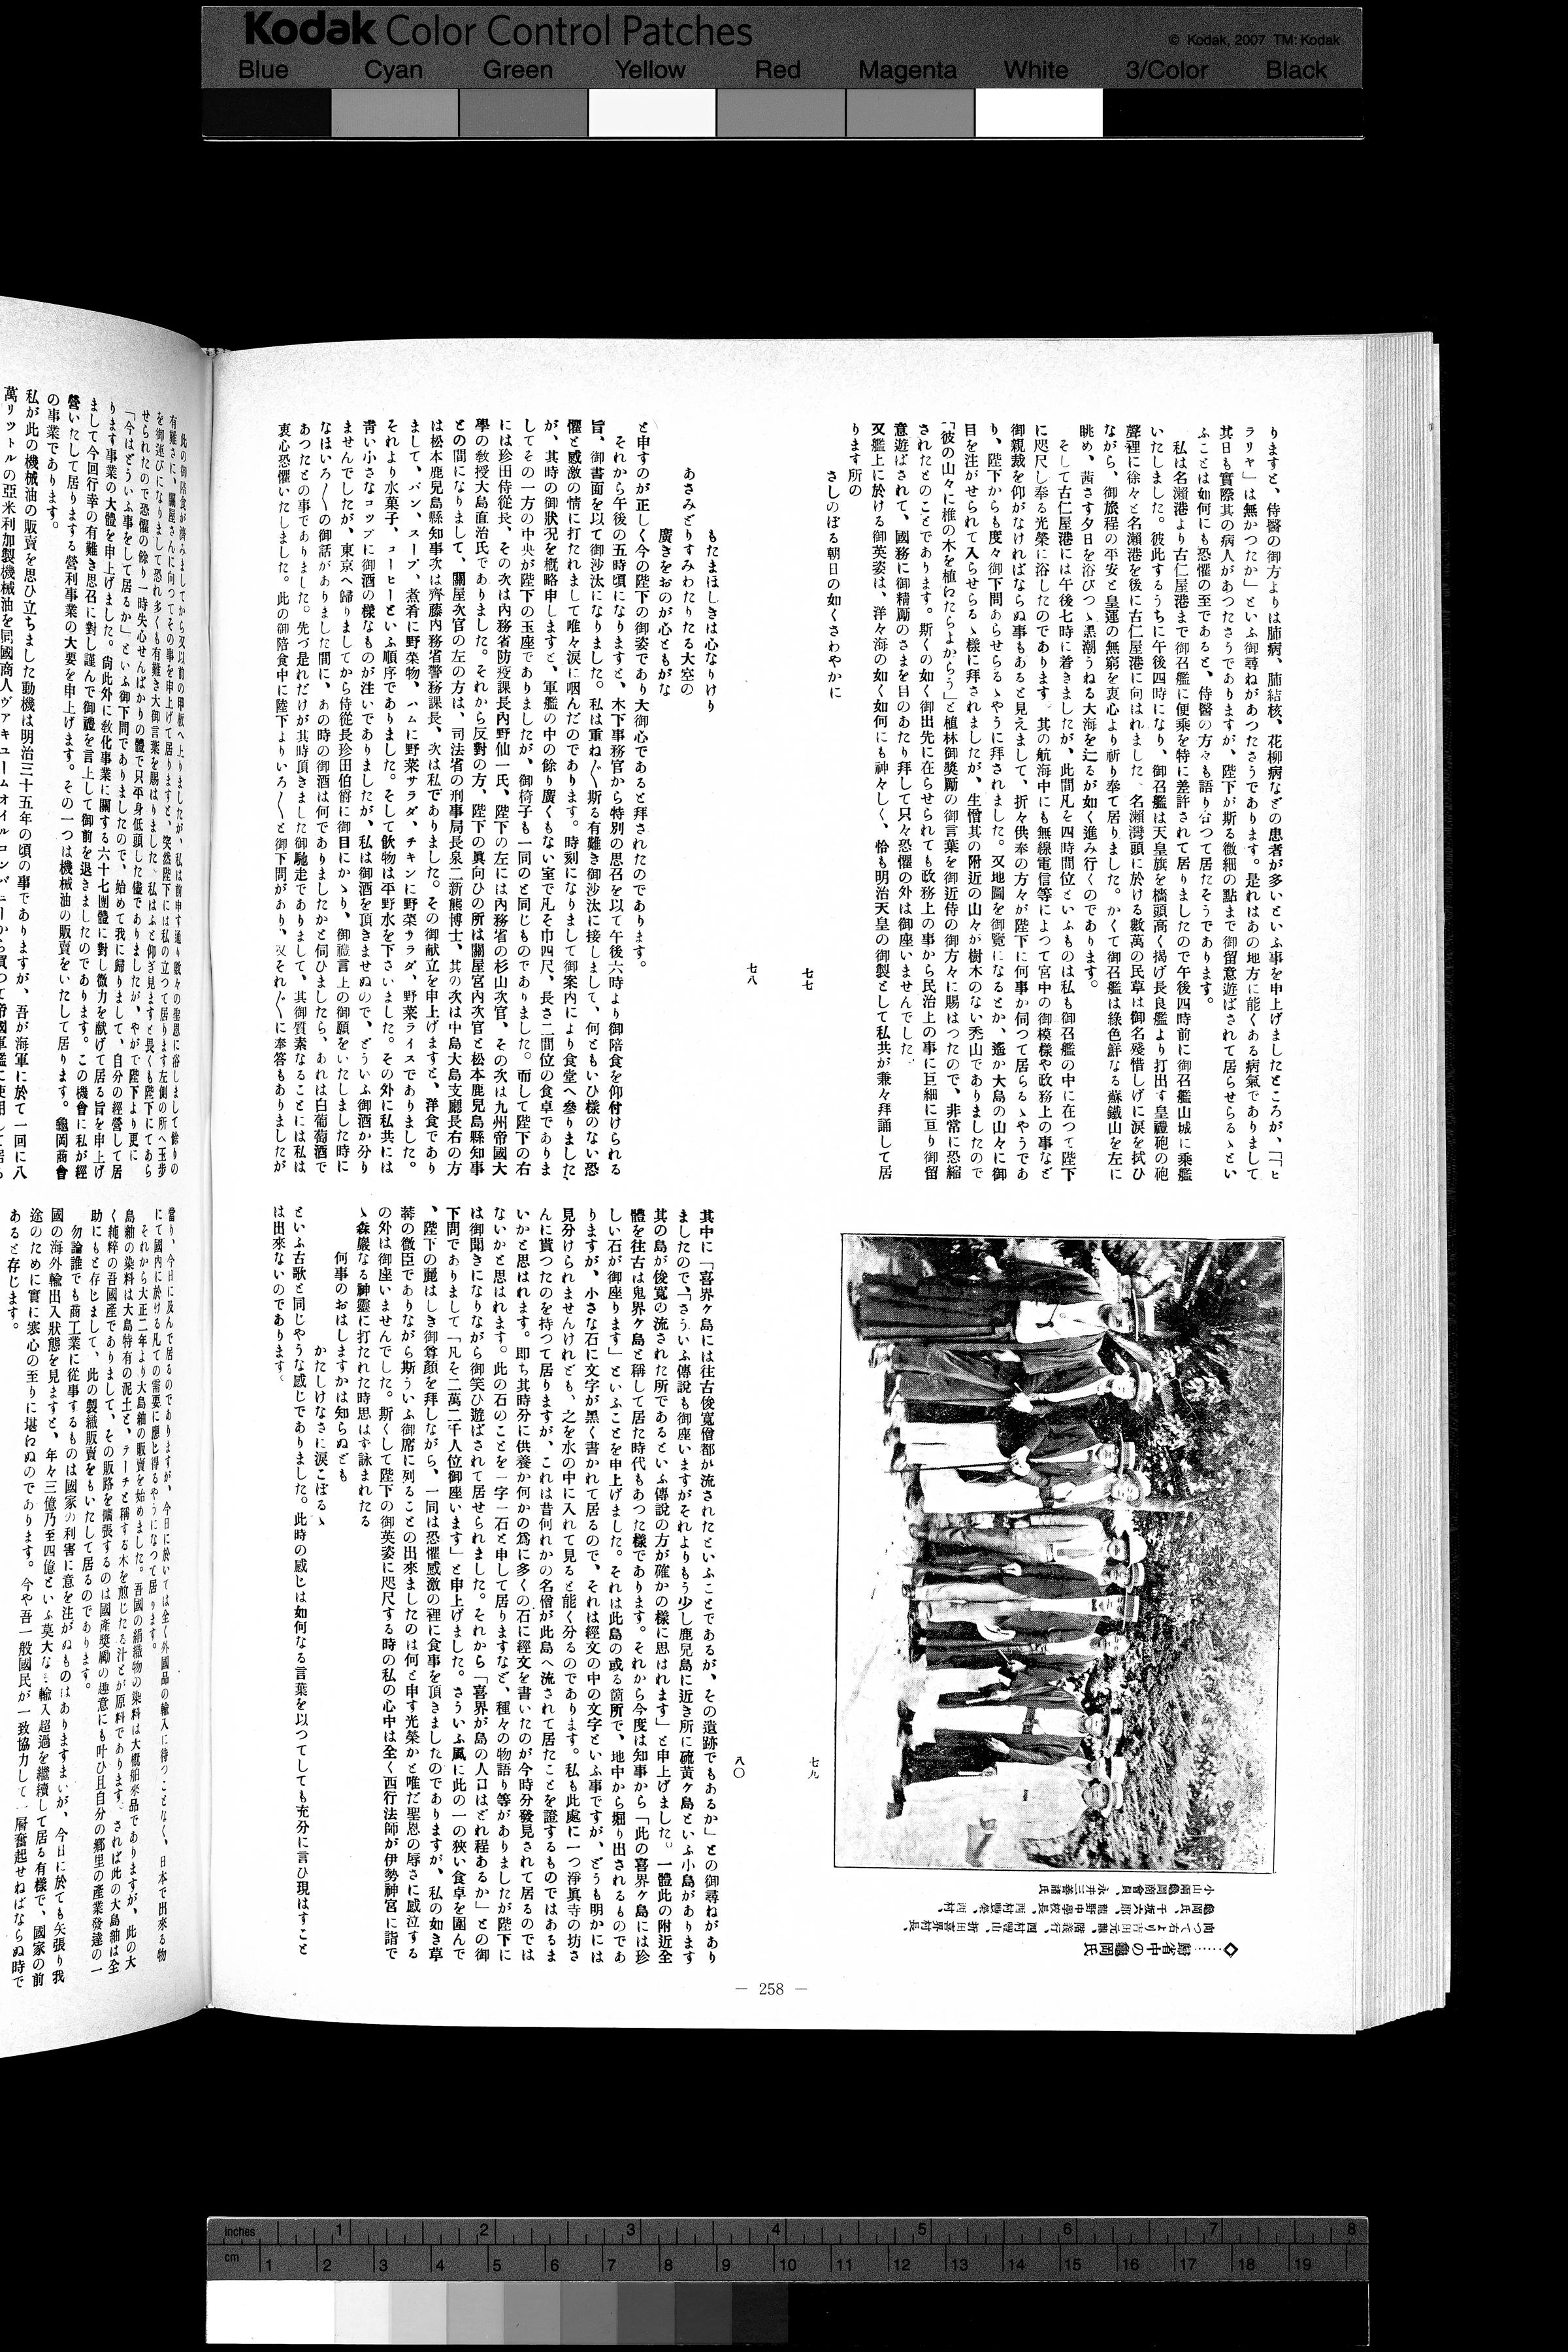 Kodak Color Control Patches
© Kodak, 2007 TM: Kodak
Blue Cyan Green Yellow Red Magenta White 3/Color Black
りますと、侍醫の御方よりは肺病、肺結核、花柳病などの患者が多いといふ事を申上げましたところが、「ヒ
ラリヤ」は無かつたか」といふ御尋ねがあつたさうであります。是れはあの地方に能くある病氣でありまして
其日も實際其の病人があつたさうでありますが、陛下が斯る微細の點まで御留意遊ばされて居らせらるゝとい
ふことは如何にも恐懼の至であると、侍醫の方々も語り合つて居たそうであります。
私は名瀨港より古仁屋港まで御召艦に便乘を特に差許されて居りましたので午後四時前に御召艦山城に乘艦
いたしました。彼此するうちに午後四時になり、御召艦は天皇旗を檣頭高く揭げ長良艦より打出す皇禮砲の砲
聲裡に徐々と名瀨港を後に古仁屋港に向はれました、名瀨灣頭に於ける數萬の民草は御名殘惜しげに淚を拭ひ
ながら、御旅程の平安と皇運の無窮を衷心より祈り奉て居りました。かくて御召艦は綠色鮮なる蘇鐵山を左に
眺め、茜さす夕日を浴びつゝ黑潮うねる大海を辷るが如く進み行くのであります。
そして古仁屋港には午後七時に着きましたが、此間凡そ四時間位といふものは私も御召艦の中に在つて陛下
に咫尺し奉る光榮に浴したのであります。其の航海中にも無線電信等によつて宮中の御模樣や政務上の事など
御親裁を仰がなければならぬ事もあると見えまして、折々供奉の方々が陛下に何事か伺つて居らるゝやうであ
り、陛下からも度々御下問あらせらるゝやうに拜されました。又地圖を御覽になるとか、遙か大島の山々に御
目を注がせられて入らせらるゝ樣に拜されましたが、生憎其の附近の山々が樹木のない禿山でありましたので
「彼の山々に椎の木を植ゑたらよからう」と植林御奬勵の御言葉を御近侍の御方々に賜はつたので、非常に恐縮
されたとのことであります。斯くの如く御出先に在らせられても政務上の事から民治上の事に巨細に亘り御留
意遊ばされて、國務に御精勵のさまを目のあたり拜して只々恐懼の外は御座いませんでした、
又艦上に於ける御英姿は、洋々海の如く如何にも神々しく、恰も明治天皇の御製として私共が兼々拜誦して居
ります所の
さしのぼる朝日の如くさわやかに
七七
もたまほしきは心なりけり
あさみどりすみわたりたる大空の
廣きをおのが心ともがな
と申すのが正しく今の陛下の御姿であり大御心であると拜されたのであります。
それから午後の五時頃になりますと、木下事務官から特別の思召を以て午後六時より御陪食を仰付けられる
旨、御書面を以て御沙汰になりました。私は重ね〲斯る有難き御沙汰に接しまして、何ともいひ樣のない恐
懼と感激の情に打たれまして唯々淚に咽んだのであります。時刻になりまして御案內により食堂へ參りました、
が、其時の御狀況を槪略申しますと、軍艦の中の餘り廣くもない室で凡そ巾四尺、長さ二間位の食卓でありま
してその一方の中央が陛下の玉座でありましたが、御椅子も一同のと同じものでありました。而して陛下の右
には珍田侍從長、その次は內務省防疫課長內野仙一氏、陛下の左には內務省の杉山次官、その次は九州帝國大
學の敎授大島直治氏でありました。それから反對の方、陛下の眞向ひの所は關屋宮內次官と松本鹿兒島縣知事
との間になりまして、關屋次官の左の方は、司法省の刑事局長泉二新熊博士、其の次は中島大島支廳長右の方
は松本鹿兒島縣知事次は齊藤內務省警務課長、次は私でありました。その御献立を申上げますと、洋食であり
まして、パン、スープ、煮肴に野菜物、ハムに野菜サラダ、チキンに野菜サラダ、野菜ライスでありました。
それより水菓子、コーヒーといふ順序でありました。そして飲物は平野水を下さいました。その外に私共には
靑い小さなコップに御酒の樣なものが注いでありましたが、私は御酒を頂きませぬので、どういふ御酒か分り
ませんでしたが、東京へ歸りましてから侍從長珍田伯爵に御目にかゝり、御禮言上の御願をいたしました時に
なほいろ〱の御話がありました間に、あの時の御酒は何でありましたかと伺ひましたら、あれは白葡萄酒で
あつたとの事でありました。先づ是れだけが其時頂きました御馳走でありまして、其御質素なることには私は
衷心恐懼いたしました。此の御陪食中に陛下よりいろ〱と御下問があり、又それ〲に奉答もありましたが
七八
◇……歸省中の龜岡氏
向つて右より吉田元熊、隈義行、西村盤山、折田喜界村長、
龜岡氏、千坂大郎、龍野中學校長、西村豐榮、西村、
小山兩龜岡商會員、永井三善諸氏
七九
其中に「喜界ヶ島には往古俊寬僧都が流されたといふことであるが、その遺跡でもあるか」との御尋ねがあり
ましたので、「さういふ傳說も御座いますがそれよりもう少し鹿兒島に近き所に硫黃ヶ島といふ小島があります
其の島が俊寬の流された所であるといふ傳說の方が確かの樣に思はれます」と申上げました。一體此の附近全
體を往古は鬼界ヶ島と稱して居た時代もあつた樣であります。それから今度は知事から「此の喜界ヶ島には珍
しい石が御座ります」といふことを申上げました。それは此島の或る箇所で、地中から堀り出されるものであ
りますが、小さな石に文字が黑く書かれて居るので、それは經文の中の文字といふ事ですが、どうも明かには
見分けられませんけれども、之を水の中に入れて見ると能く分るのであります。私も此處に一つ淨眞寺の坊さ
んに貰つたのを持つて居りますが、これは昔何れかの名僧が此島へ流されて居たことを證するものではあるま
いかと思はれます。卽ち其時分に供養か何かの爲に多くの石に經文を書いたのが今時分發見されて居るのでは
ないかと思はれます。此の石のことを一字一石と申して居りますなど、種々の物語り等がありましたが陛下に
は御聞きになりながら御笑ひ遊ばされて居せられました。それから「喜界が島の人口はどれ程あるか」との御
下問でありまして「凡そ二萬二千人位御座います」と申上げました。さういふ風に此の一の狹い食卓を圍んで
、陛下の麗はしき御尊顏を拜しながら、一同は恐懼感激の裡に食事を頂きましたのでありますが、私の如き草
莽の微臣でありながら斯ういふ御席に列ることの出來ましたのは何と申す光榮かと唯だ聖恩の辱さに感泣する
の外は御座いませんでした。斯くして陛下の御英姿に咫尺する時の私の心中は全く西行法師が伊勢神宮に詣で
ゝ森嚴なる神靈に打たれた時思はず詠まれたる
何事のおはしますかは知らぬども
かたじけなさに淚こぼるゝ
といふ古歌と同じやうな感じでありました。此時の感じは如何なる言葉を以つてしても充分に言ひ現はすこと
は出來ないのであります。
八〇
— 258 —
此の御陪食が濟みましてから又以前の甲板へ上りましたが、私は前申す通り數々の聖恩に浴しまして餘りの
有難さに、關屋さんに向つてその事を申上げて居りますと、突然陛下には私の立つて居ります左側の所へ玉步
を御運びになりまして恐れ多くも有難き大御言葉を賜はりました。私はふと仰ぎ見ますと畏くも陛下にてあら
せられたので恐懼の餘り一時失心せんばかりの體で只平身低頭した儘でありましたが、やがて陛下より更に
「今はどういふ事をして居るか」といふ御下問でありましたので、始めて我に歸りまして、自分の經營して居
ります事業の大體を申上げました。尙此外に敎化事業に關する六十七團體に對し微力を献げて居る旨を申上げ
まして今回行幸の有難き思召に對し謹んで御禮を言上して御前を退きましたのであります。この機會に私が經
營いたして居りまする營利事業の大要を申上げます。その一つは機械油の販賣をいたして居ります。龜岡商會
の事業であります。
私が此の機械油の販賣を思ひ立ちました動機は明治三十五年の頃の事でありますが、吾が海軍に於て一回に八
萬リットルの亞米利加製機械油を同國商人ヴァキュームオイルコンパニーから買つて帝國軍艦に使用して居
當り、今日に及んで居るのでありますが、今日に於いては全く外國品の輸入に待つことなく、日本で出來る物
にて國內に於ける凡ての需要に應じ得るやうになつて居ります。
それから大正二年より大島紬の販賣を始めました。吾國の絹織物の染料は大槪舶來品でありますが、此の大
島紬の染料は大島特有の泥土と、テーチと稱する木を煎じたる汁とが原料であります。されば此の大島紬は全
く純粹の吾國產でありまして、その販路を擴張するのは國產奬勵の趣意にも叶ひ且自分の鄕里の產業發達の一
助にもと存じまして、此の製織販賣をもいたして居るのであります。
勿論誰でも商工業に從事するものは國家の利害に意を注がぬものはありますまいが、今日に於ても矢張り我
國の海外輸出入狀態を見ますと、年々三億乃至四億といふ莫大なる輸入超過を繼續して居る有樣で、國家の前
途のために實に寒心の至りに堪ゑぬのであります。今や吾一般國民が一致協力して一層奮起せねばならぬ時で
あると存じます。
inches 1 2 3 4 5 6 7 8
cm 1 2 3 4 5 6 7 8 9 10 11 12 13 14 15 16 17 18 19